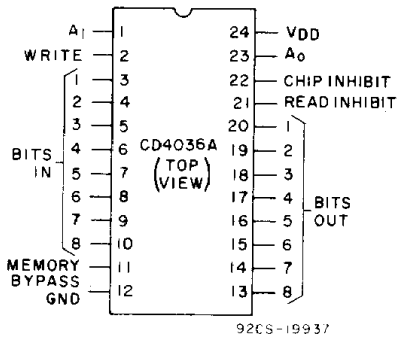 A1 1 24 VDD
WRITE 2 23 A0
1 3 22 CHIP INHIBIT
2 4 21 READ INHIBIT
3 5 20 1
4 6 19 2
5 7 18 3
6 8 17 4
7 9 16 5
8 10 15 6
MEMORY BYPASS 11 14 7
GND 12 13 8
BITS IN
CD4036A
(TOP VIEW)
BITS OUT
92CS-19937